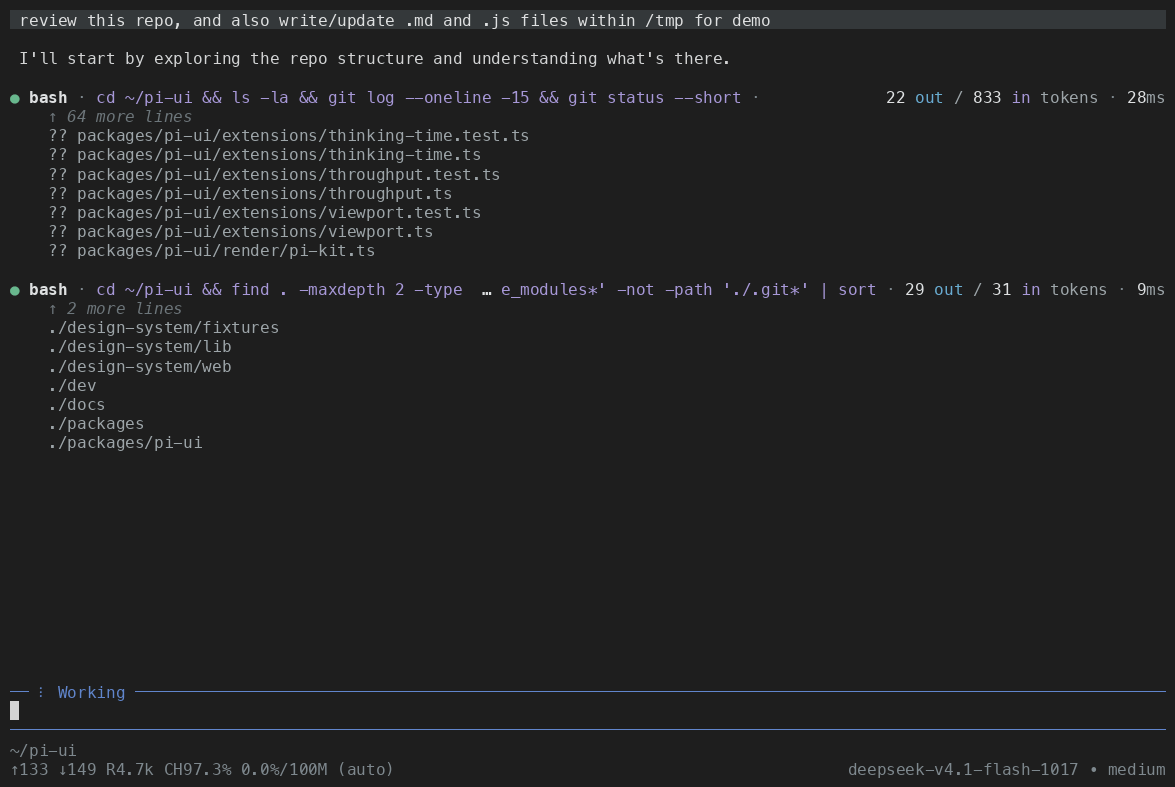 review this repo, and also write/update .md and .js files within /tmp for demo
I'll start by exploring the repo structure and understanding what's there.
● bash · cd ~/pi-ui && ls -la && git log --oneline -15 && git status --short · 22 out / 833 in tokens · 28ms
↑ 64 more lines
?? packages/pi-ui/extensions/thinking-time.test.ts
?? packages/pi-ui/extensions/thinking-time.ts
?? packages/pi-ui/extensions/throughput.test.ts
?? packages/pi-ui/extensions/throughput.ts
?? packages/pi-ui/extensions/viewport.test.ts
?? packages/pi-ui/extensions/viewport.ts
?? packages/pi-ui/render/pi-kit.ts
● bash · cd ~/pi-ui && find . -maxdepth 2 -type … e_modules*' -not -path './.git*' | sort · 29 out / 31 in tokens · 9ms
↑ 2 more lines
./design-system/fixtures
./design-system/lib
./design-system/web
./dev
./docs
./packages
./packages/pi-ui
Working
~/pi-ui
↑133 ↓149 R4.7k CH97.3% 0.0%/100M (auto) deepseek-v4.1-flash-1017 • medium